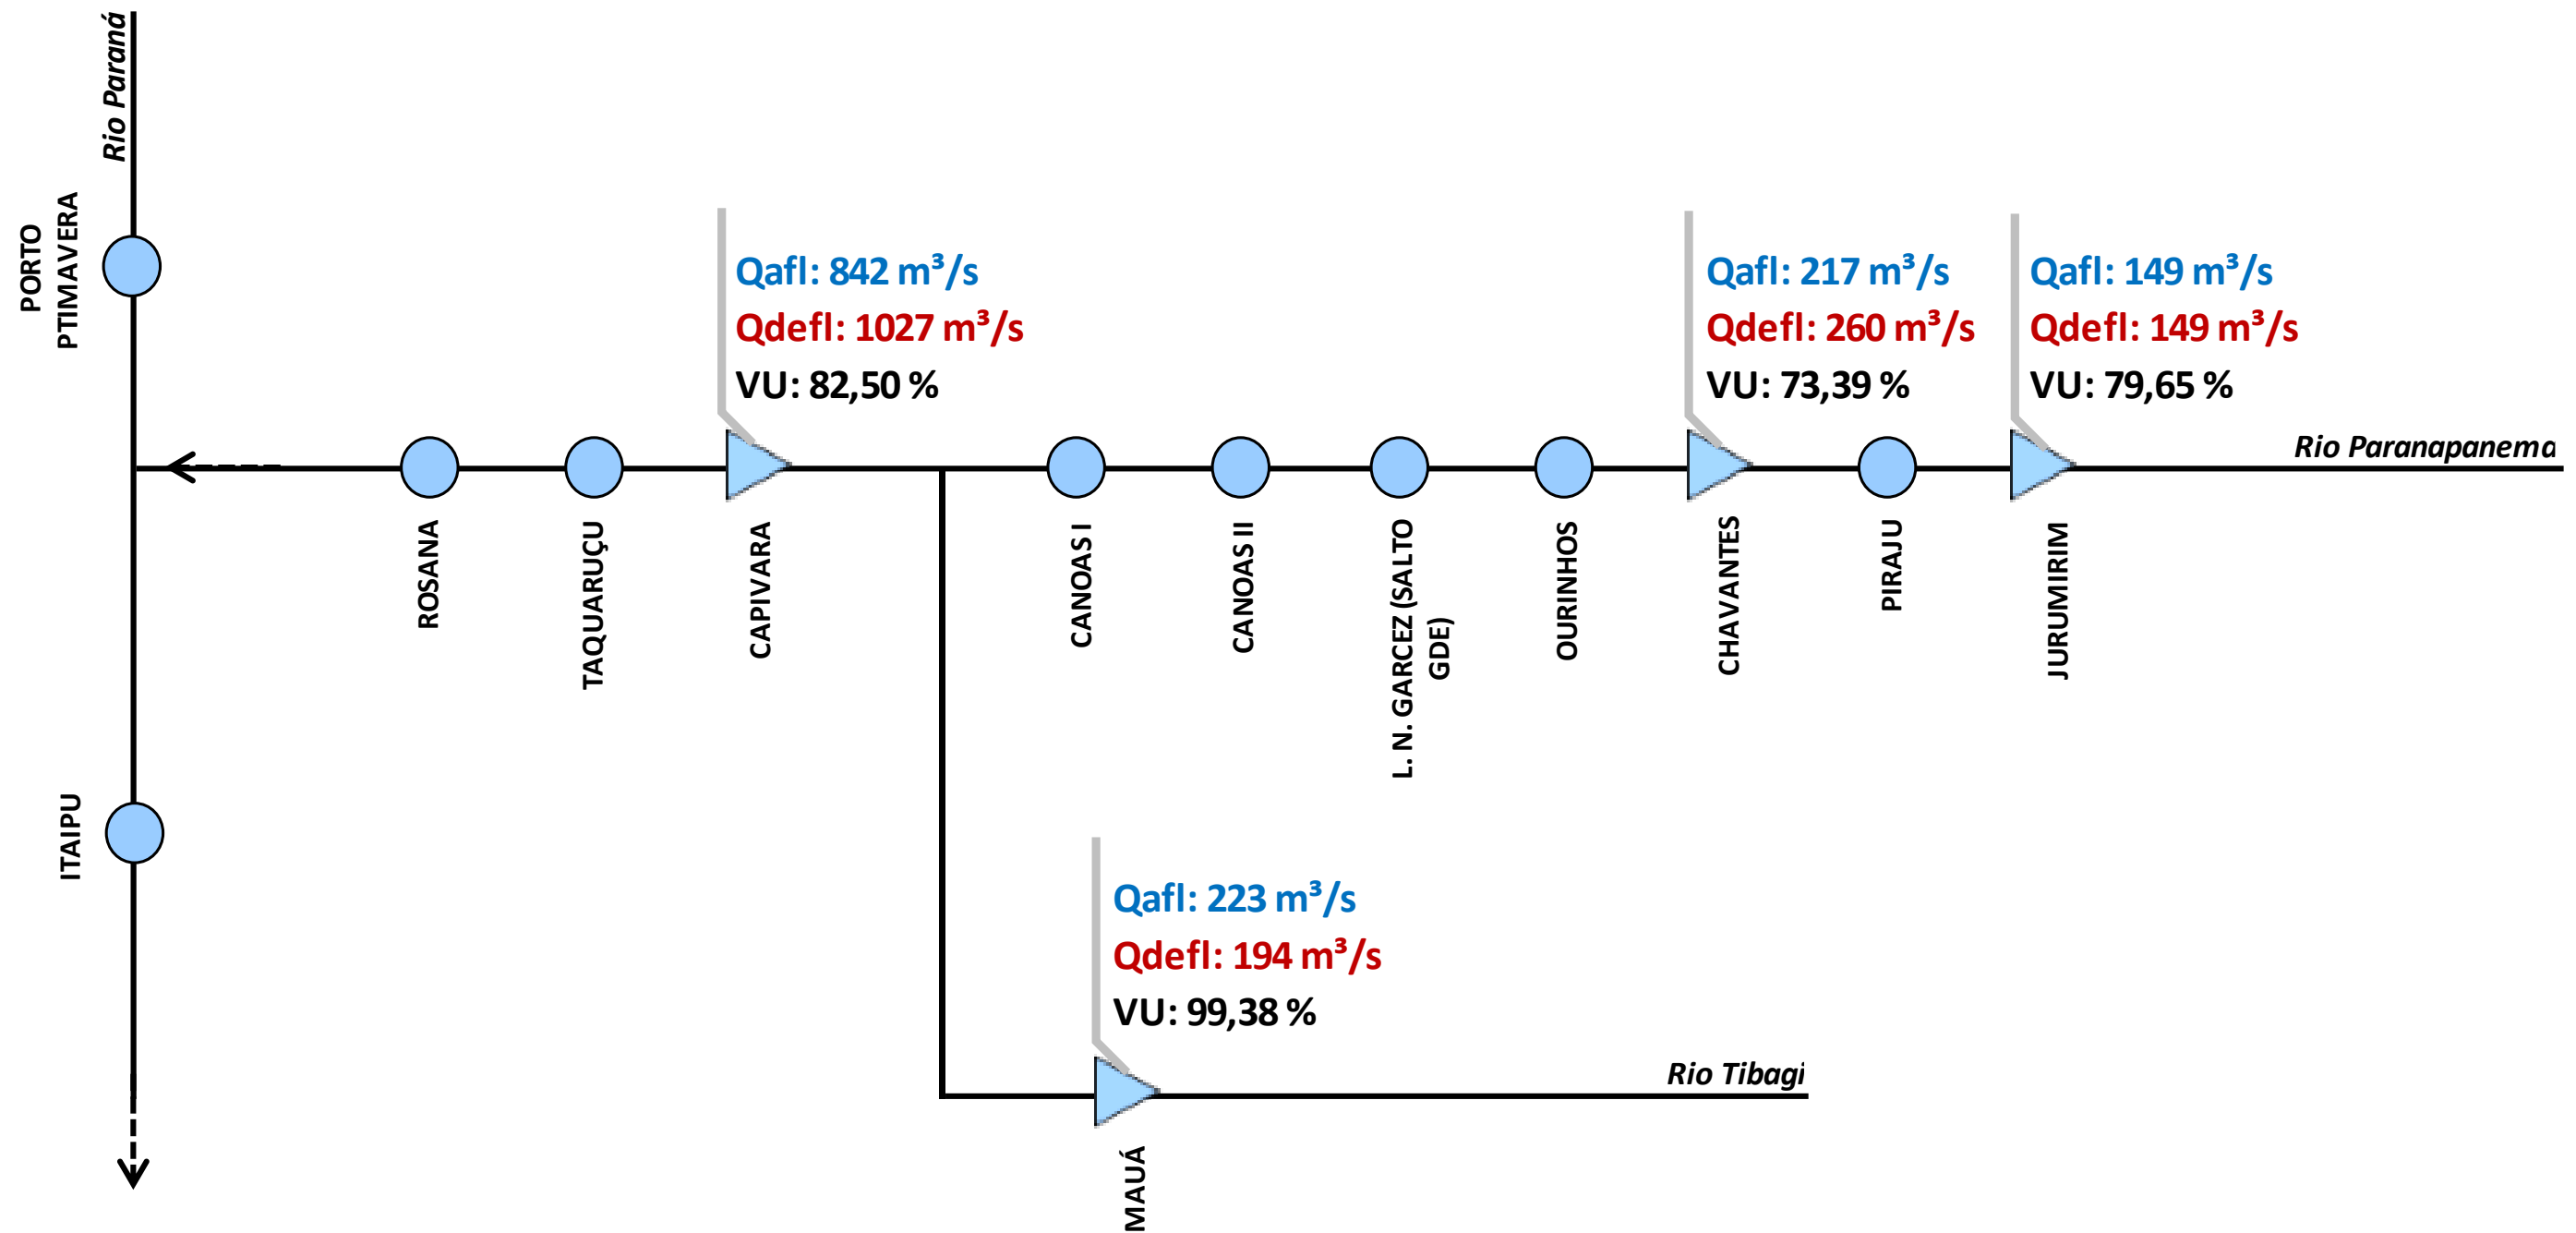 Rio Paraná
PORTO
PTIMAVERA
Qafl: 842 m³/s
Qdefl: 1027 m³/s
VU: 82,50 %
Qafl: 217 m³/s
Qdefl: 260 m³/s
VU: 73,39 %
Qafl: 149 m³/s
Qdefl: 149 m³/s
VU: 79,65 %
Rio Paranapanema
ROSANA
TAQUARUÇU
CAPIVARA
CANOAS I
CANOAS II
L. N. GARCEZ (SALTO
GDE)
OURINHOS
CHAVANTES
PIRAJU
JURUMIRIM
ITAIPU
Qafl: 223 m³/s
Qdefl: 194 m³/s
VU: 99,38 %
Rio Tibagi
MAUÁ